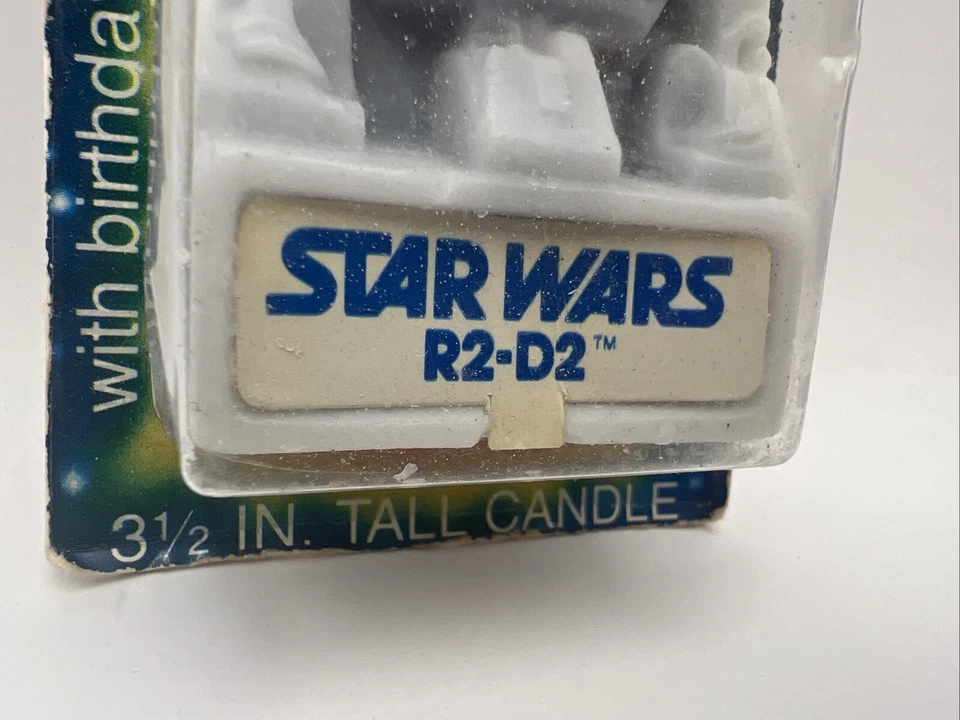 with birthda
STAR WARS
R2-D2™
3½ IN. TALL CANDLE